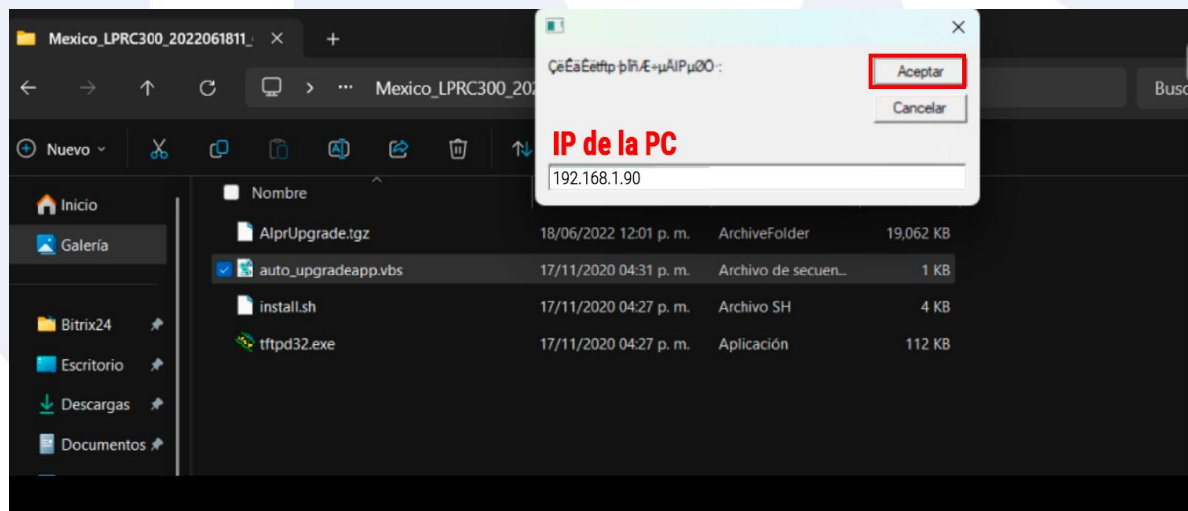 Mexico_LPRC300_2022061811_
Mexico_LPRC300_202
Busc
Nuevo
ÇëÊäÈëtftp·þÎñÆ÷µÄIPµØÖ·:
Aceptar
Cancelar
IP de la PC
192.168.1.90
Inicio
Galería
Bitrix24
Escritorio
Descargas
Documentos
Nombre
AlprUpgrade.tgz 18/06/2022 12:01 p. m. ArchiveFolder 19,062 KB
auto_upgradeapp.vbs 17/11/2020 04:31 p. m. Archivo de secuen... 1 KB
install.sh 17/11/2020 04:27 p. m. Archivo SH 4 KB
tftpd32.exe 17/11/2020 04:27 p. m. Aplicación 112 KB